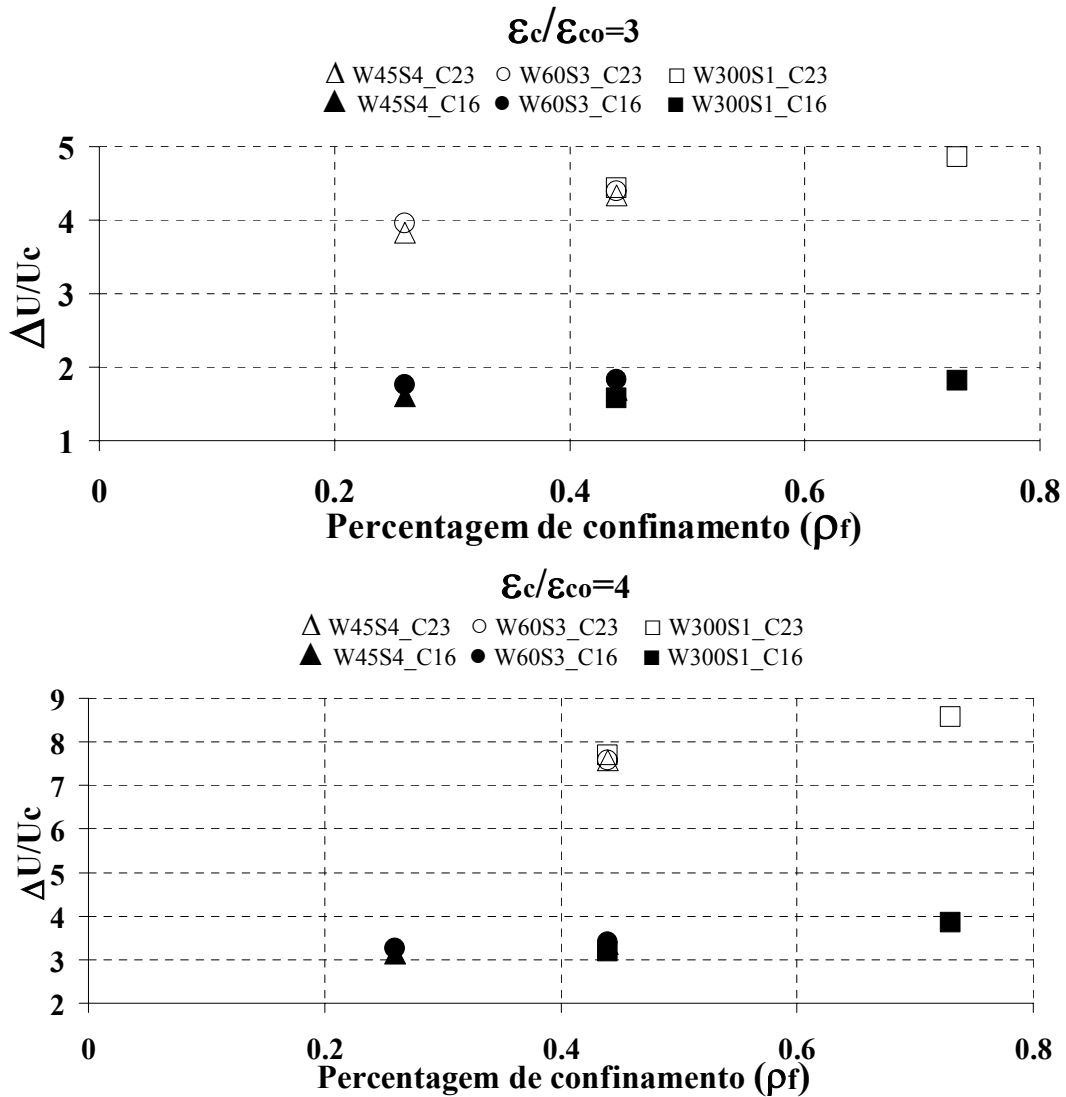 εc/εco=3
△ W45S4_C23 ○ W60S3_C23 □ W300S1_C23
▲ W45S4_C16 ● W60S3_C16 ■ W300S1_C16
5
4
3
2
1
ΔU/Uc
0 0.2 0.4 0.6 0.8
Percentagem de confinamento (ρf)
εc/εco=4
△ W45S4_C23 ○ W60S3_C23 □ W300S1_C23
▲ W45S4_C16 ● W60S3_C16 ■ W300S1_C16
9
8
7
6
5
4
3
2
ΔU/Uc
0 0.2 0.4 0.6 0.8
Percentagem de confinamento (ρf)